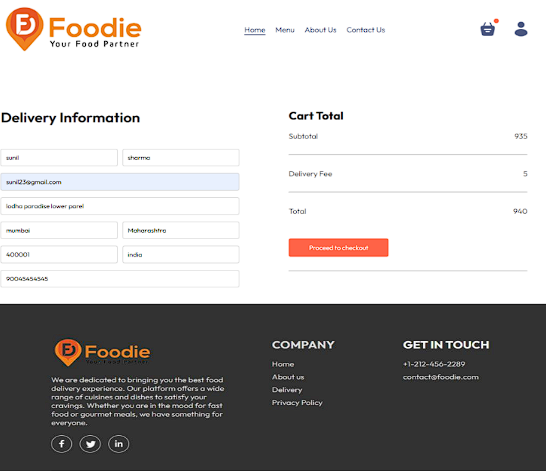 Foodie
Your Food Partner
Home Menu About Us Contact Us
Delivery Information
sunil sharma
sunil23@gmail.com
lodha paradise lower parel
mumbai Maharashtra
400001 india
90045454545
Cart Total
Subtotal 935
Delivery Fee 5
Total 940
Proceed to checkout
Foodie
Your Food Partner
We are dedicated to bringing you the best food
delivery experience. Our platform offers a wide
range of cuisines and dishes to satisfy your
cravings. Whether you are in the mood for fast
food or gourmet meals, we have something for
everyone.
f in
COMPANY
Home
About us
Delivery
Privacy Policy
GET IN TOUCH
+1-212-456-2289
contact@foodie.com